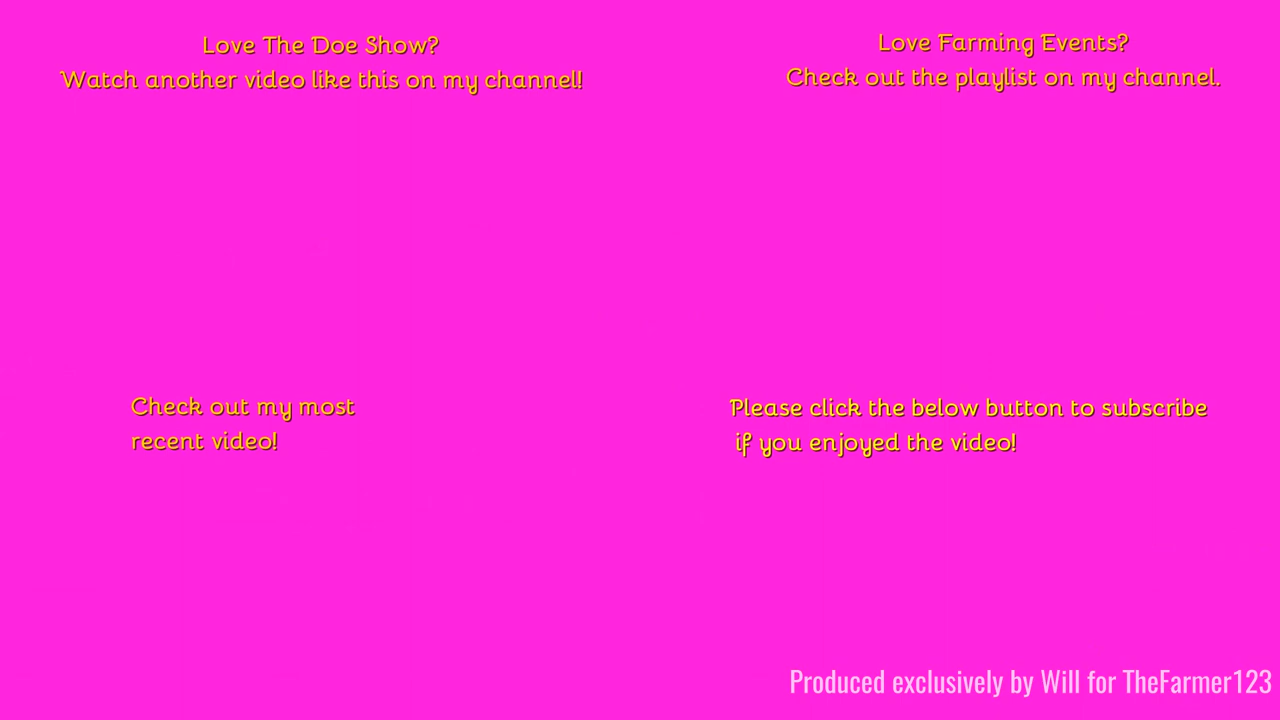 Love The Doe Show?
Watch another video like this on my channel!
Love Farming Events?
Check out the playlist on my channel.
Check out my most
recent video!
Please click the below button to subscribe
if you enjoyed the video!
Produced exclusively by Will for TheFarmer123